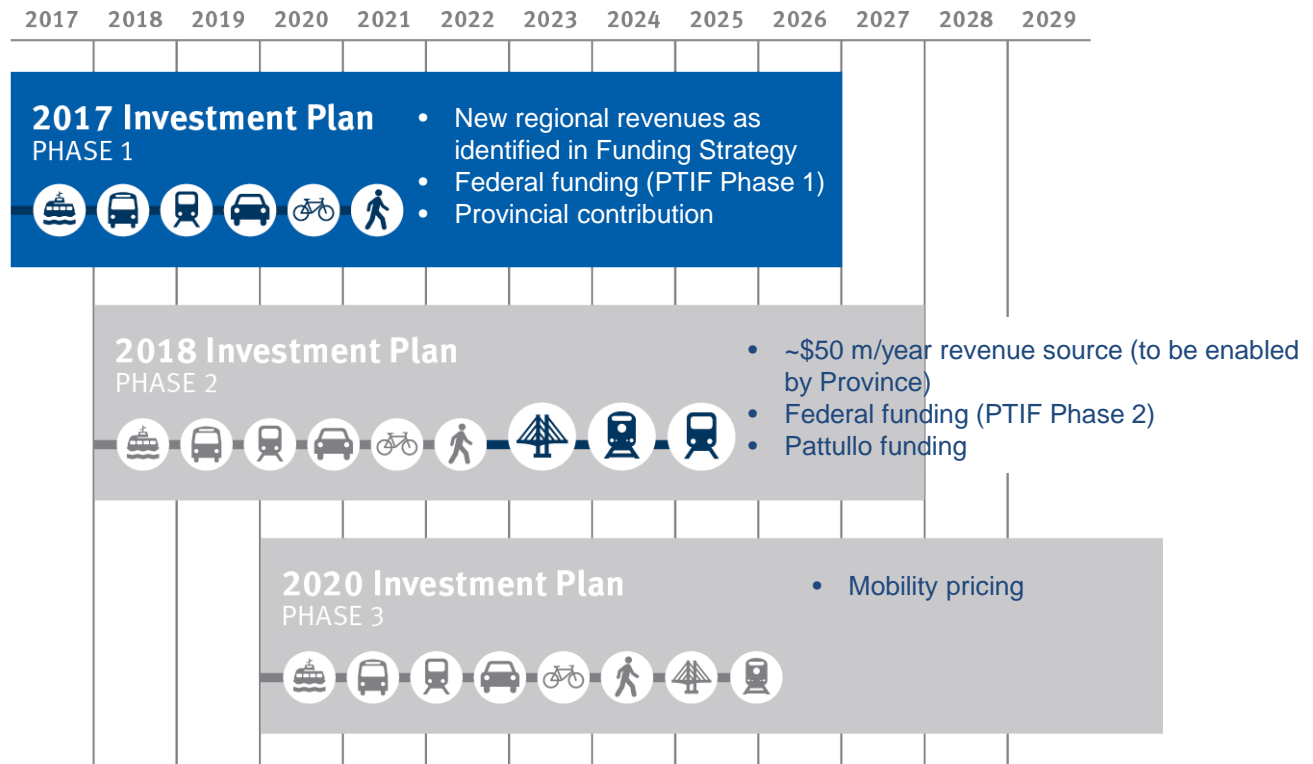 2017 2018 2019 2020 2021 2022 2023 2024 2025 2026 2027 2028 2029
2017 Investment Plan
PHASE 1
• New regional revenues as
identified in Funding Strategy
• Federal funding (PTIF Phase 1)
• Provincial contribution
2018 Investment Plan
PHASE 2
• ~$50 m/year revenue source (to be enabled
by Province)
• Federal funding (PTIF Phase 2)
• Pattullo funding
2020 Investment Plan
PHASE 3
• Mobility pricing